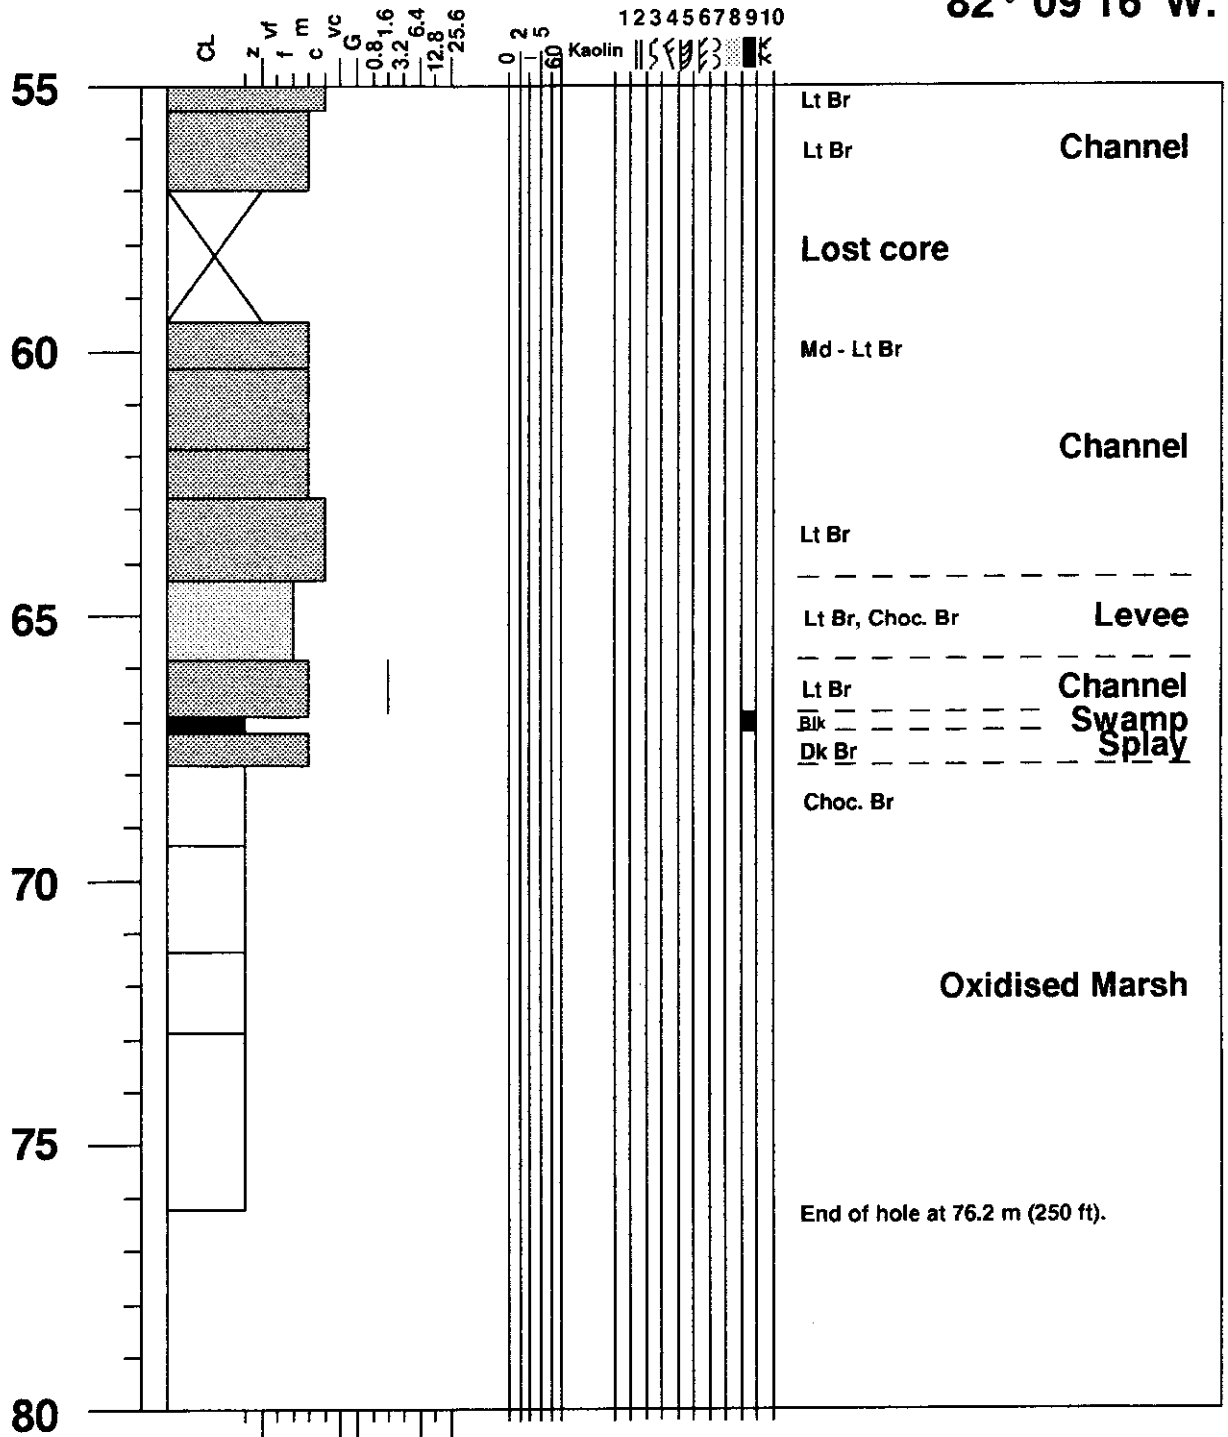 82° 09'16" W.
CL z vf f m c vc G 0.8 1.6 3.2 6.4 12.8 25.6
0 2 5 60 Kaolin 1 2 3 4 5 6 7 8 9 10
55
Lt Br
Lt Br Channel
Lost core
60
Md - Lt Br
Channel
Lt Br
65
Lt Br, Choc. Br Levee
Lt Br Channel
Blk Swamp
Dk Br Splay
Choc. Br
70
Oxidised Marsh
75
End of hole at 76.2 m (250 ft).
80